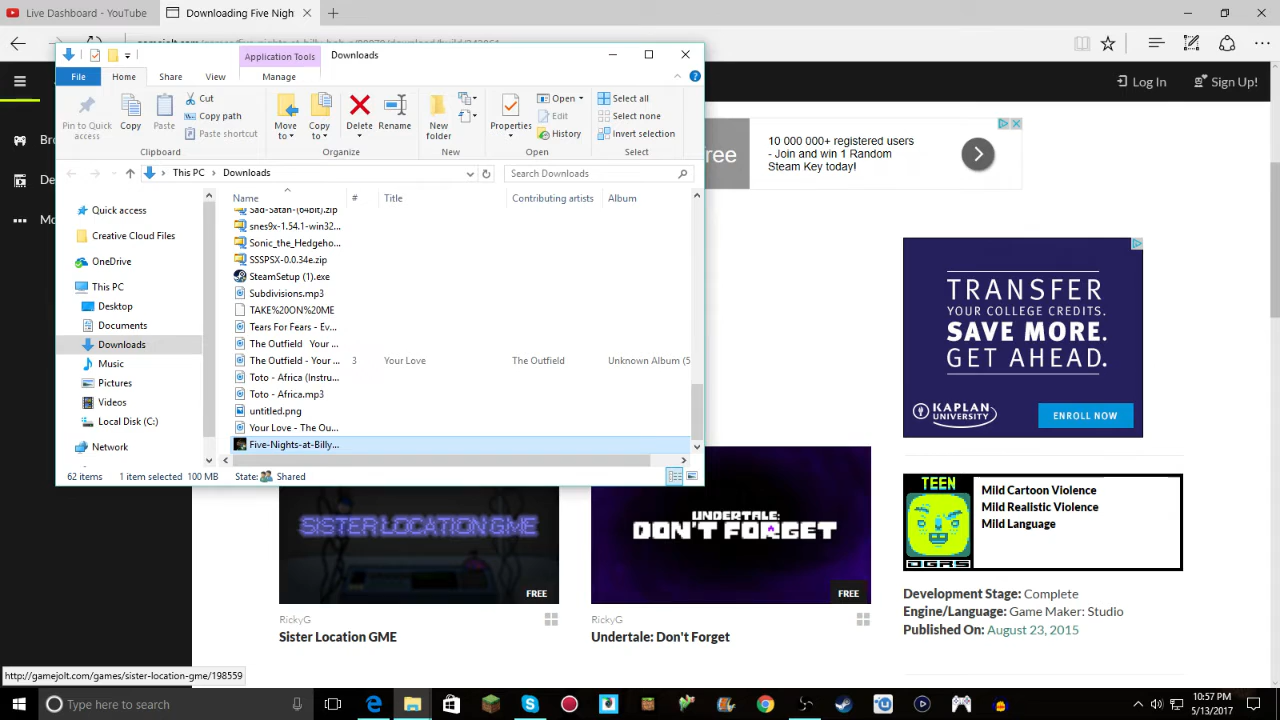 Live Dashboard - YouTube
Downloading Five Nigh
Log In
Sign Up!
Application Tools
Downloads
File
Home
Share
View
Manage
Pin to Quick access
Copy
Paste
Cut
Copy path
Paste shortcut
Clipboard
Move to
Copy to
Delete
Rename
Organize
New folder
New
Properties
Open
Edit
History
Open
Select all
Select none
Invert selection
Select
This PC
Downloads
Search Downloads
Name
#
Title
Contributing artists
Album
Quick access
Creative Cloud Files
OneDrive
This PC
Desktop
Documents
Downloads
Music
Pictures
Videos
Local Disk (C:)
Network
Sad-Satan-(64bit).zip
snes9x-1.54.1-win32...
Sonic_the_Hedgeho...
SSSPSX-0.0.34e.zip
SteamSetup (1).exe
Subdivisions.mp3
TAKE%20ON%20ME
Tears For Fears - Ev...
The Outfield Your ...
The Outfield - Your ... 3 Your Love The Outfield Unknown Album (5
Toto - Africa (Instru...
Toto - Africa.mp3
untitled.png
Your Love - The Ou...
Five-Nights-at-Billy...
62 items 1 item selected 100 MB State: Shared
ree
10 000 000+ registered users
- Join and win 1 Random
Steam Key today!
TRANSFER
YOUR COLLEGE CREDITS.
SAVE MORE.
GET AHEAD.
KAPLAN
UNIVERSITY
ENROLL NOW
TEEN
DGRS
Mild Cartoon Violence
Mild Realistic Violence
Mild Language
Development Stage: Complete
Engine/Language: Game Maker: Studio
Published On: August 23, 2015
SISTER LOCATION GME
FREE
RickyG
Sister Location GME
UNDERTALE:
DON'T FORGET
FREE
RickyG
Undertale: Don't Forget
http://gamejolt.com/games/sister-location-gme/198559
Type here to search
10:57 PM
5/13/2017